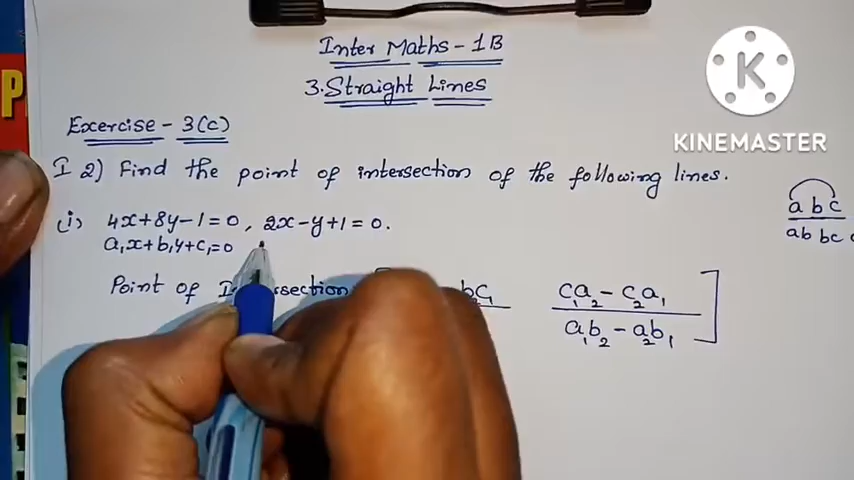 Inter Maths - 1B
3. Straight Lines
KINEMASTER
Exercise - 3(c)
I 2) Find the point of intersection of the following lines.
(i) 4x+8y-1=0, 2x-y+1=0.
a₁x+b₁y+c₁=0
a b c
ab bc c
Point of
c₁a₂-c₂a₁
a₁b₂-a₂b₁